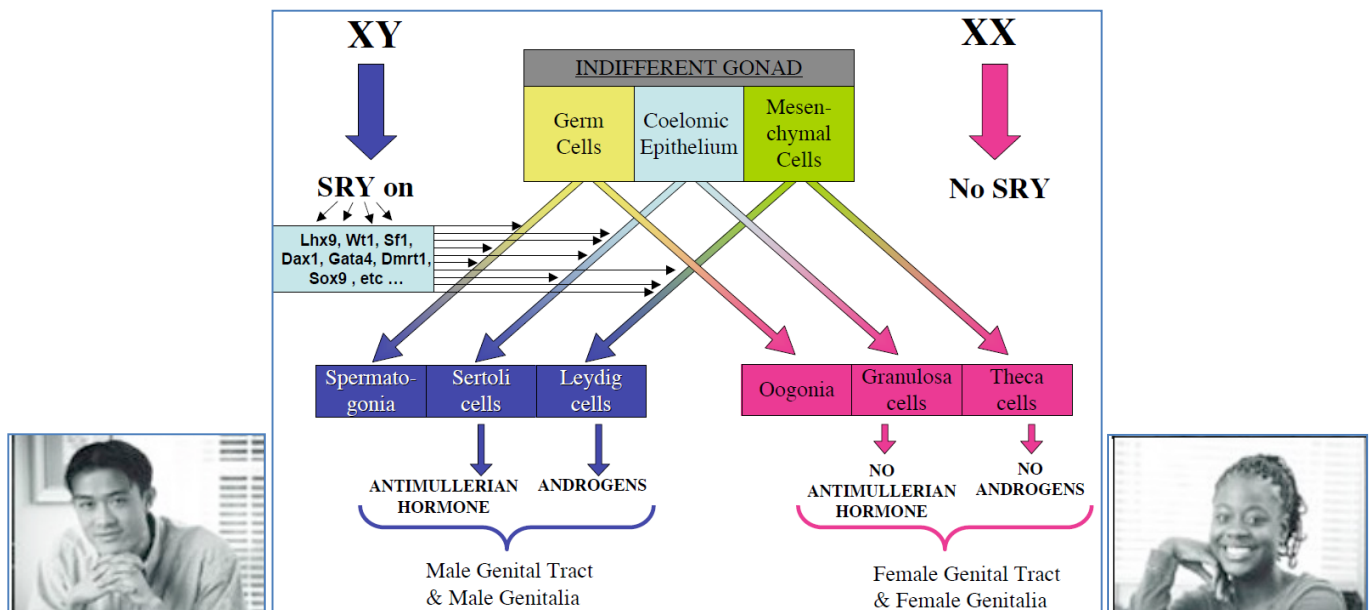 XY
XX
INDIFFERENT GONAD
Germ
Cells
Coelomic
Epithelium
Mesen-
chymal
Cells
SRY on
No SRY
Lhx9, Wt1, Sf1,
Dax1, Gata4, Dmrt1,
Sox9 , etc …
Spermato-
gonia
Sertoli
cells
Leydig
cells
Oogonia
Granulosa
cells
Theca
cells
ANTIMULLERIAN
HORMONE
ANDROGENS
NO
ANTIMULLERIAN
HORMONE
NO
ANDROGENS
Male Genital Tract
& Male Genitalia
Female Genital Tract
& Female Genitalia